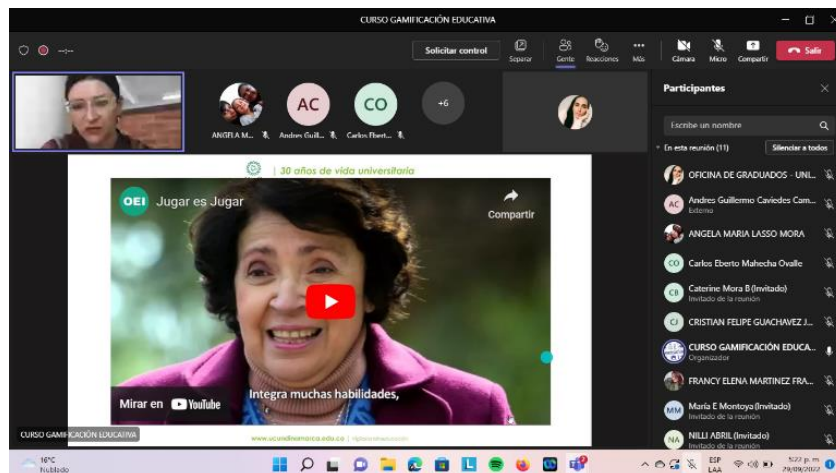 CURSO GAMIFICACIÓN EDUCATIVA
--:--
Solicitar control
Separar
Gente
Reacciones
Más
Cámara
Micro
Compartir
Salir
AC
CO
+6
ANGELA M...
Andres Guill...
Carlos Ebert...
Participantes
Escribe un nombre
En esta reunión (11)
Silenciar a todos
OFICINA DE GRADUADOS - UNI...
AC
Andres Guillermo Caviedes Cam...
Externo
ANGELA MARIA LASSO MORA
CO
Carlos Eberto Mahecha Ovalle
CB
Caterine Mora B (Invitado)
Invitado de la reunión
CJ
CRISTIAN FELIPE GUACHAVEZ J...
CURSO GAMIFICACIÓN EDUCA...
Organizador
FRANCY ELENA MARTINEZ FRA...
MM
María E Montoya (Invitado)
Invitado de la reunión
NA
NILLI ABRIL (Invitado)
Invitado de la reunión
| 30 años de vida universitaria
OEI
Jugar es Jugar
Compartir
Integra muchas habilidades,
Mirar en YouTube
www.ucundinamarca.edu.co
CURSO GAMIFICACIÓN EDUCATIVA
16°C
Nublado
ESP
LAA
5:22 p. m.
29/09/2022